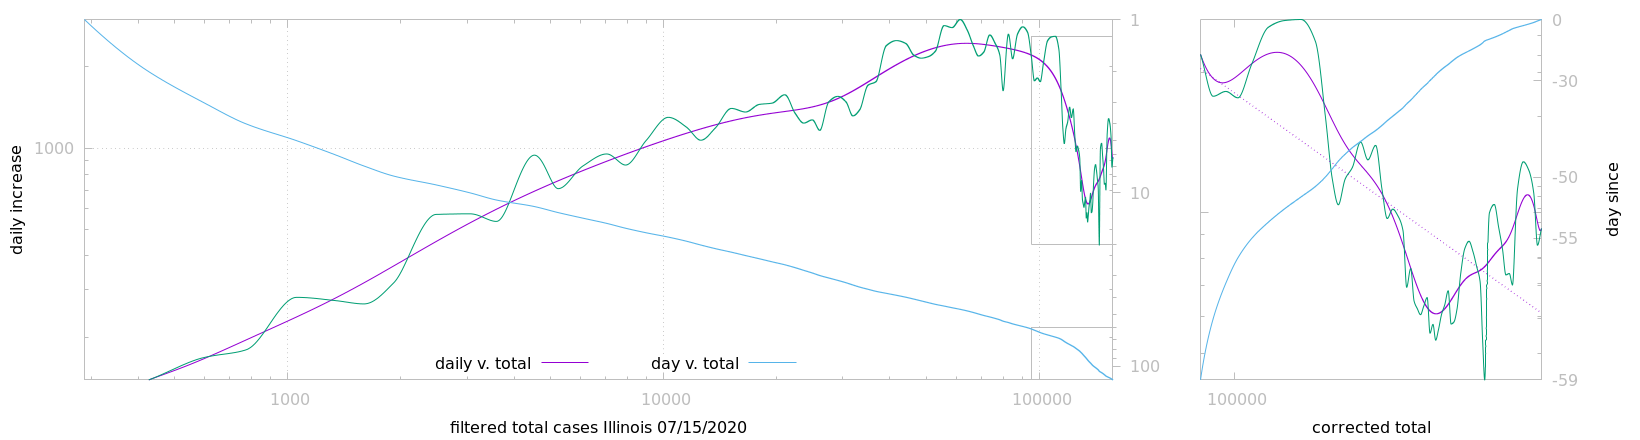 1
0
-30
1000
daily increase
-50
day since
10
-55
daily v. total
day v. total
100
-59
1000
10000
100000
100000
filtered total cases Illinois 07/15/2020
corrected total